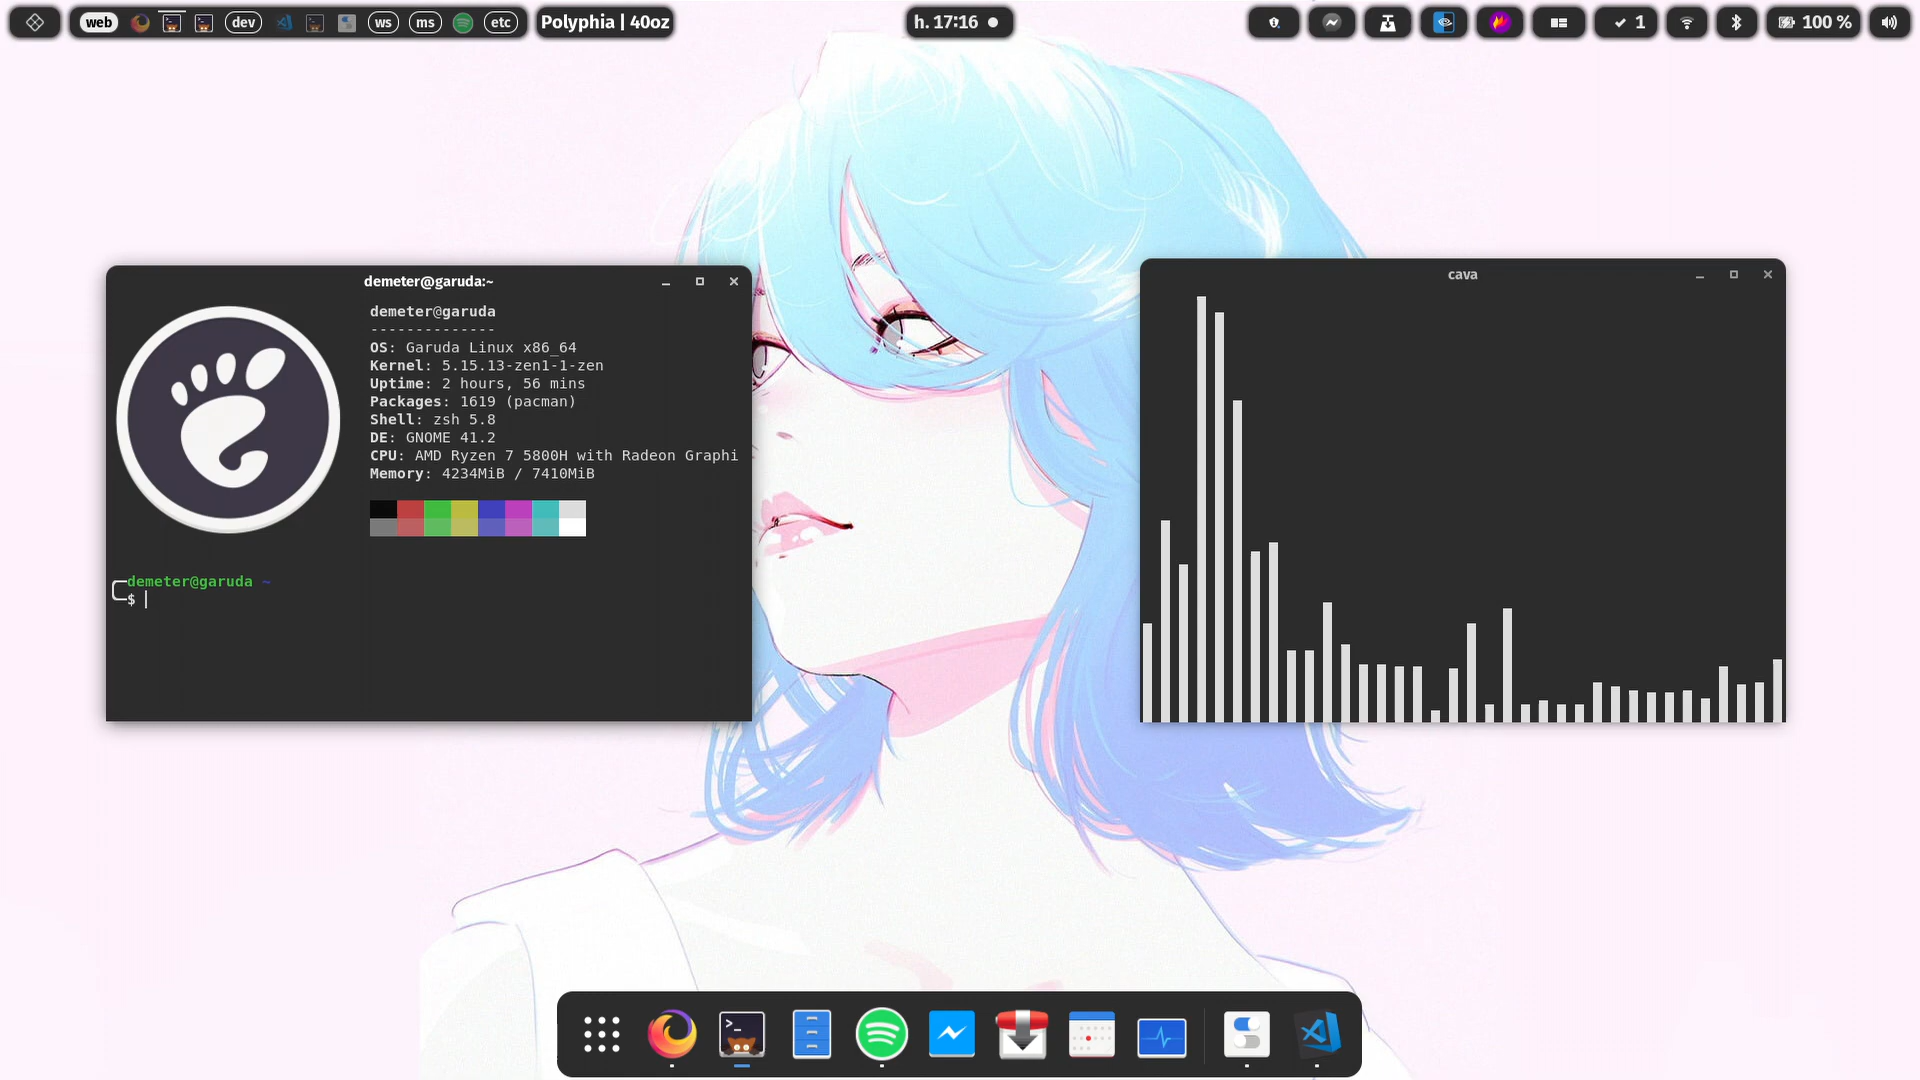 web dev ws ms etc Polyphia | 40oz h. 17:16 1 100 %
demeter@garuda:~
demeter@garuda
--------------
OS: Garuda Linux x86_64
Kernel: 5.15.13-zen1-1-zen
Uptime: 2 hours, 56 mins
Packages: 1619 (pacman)
Shell: zsh 5.8
DE: GNOME 41.2
CPU: AMD Ryzen 7 5800H with Radeon Graphi
Memory: 4234MiB / 7410MiB
demeter@garuda ~
$
cava